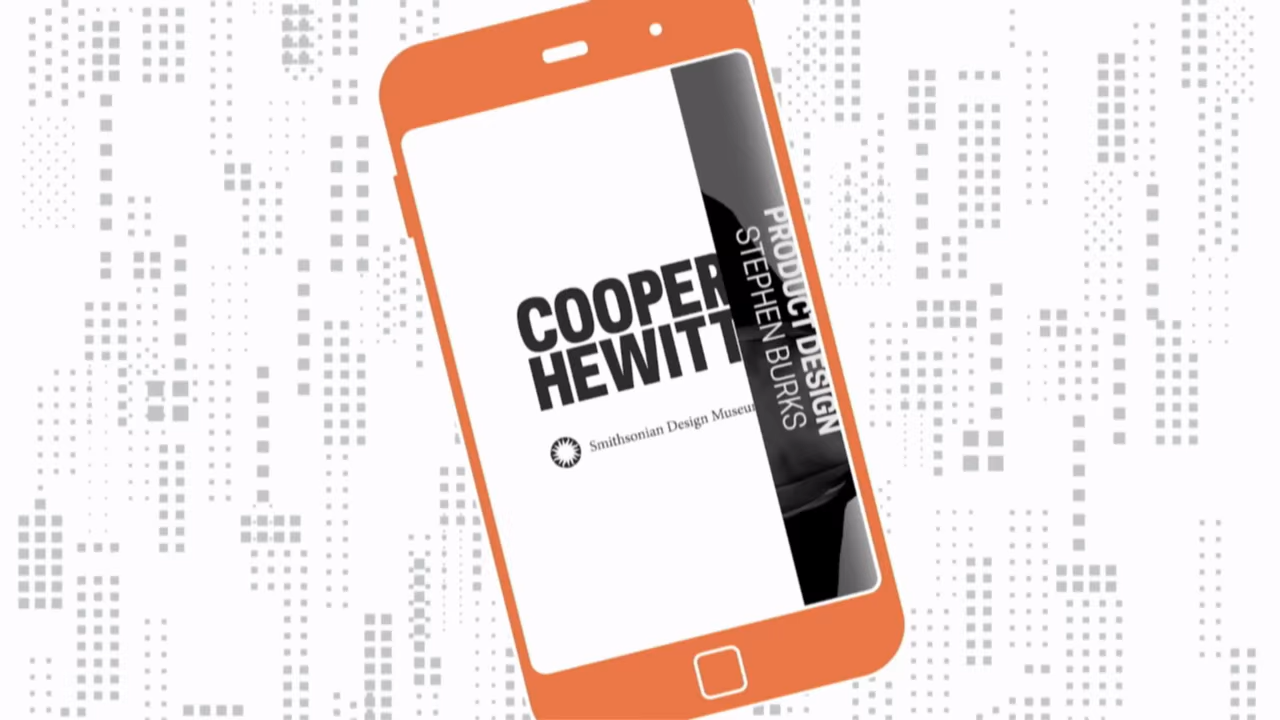 COOPER
HEWITT
Smithsonian Design Museum
PRODUCT DESIGN
STEPHEN BURKS